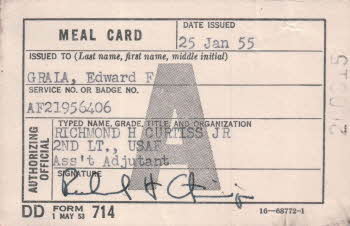 MEAL CARD
DATE ISSUED
25 Jan 55
ISSUED TO (Last name, first name, middle initial)
GRALA, Edward F
SERVICE NO. OR BADGE NO.
AF21956406
A
AUTHORIZING OFFICIAL
TYPED NAME, GRADE, TITLE, AND ORGANIZATION
RICHMOND H CURTISS JR
2ND LT., USAF
Ass't Adjutant
SIGNATURE
DD FORM 714
1 MAY 53
16—68772-1